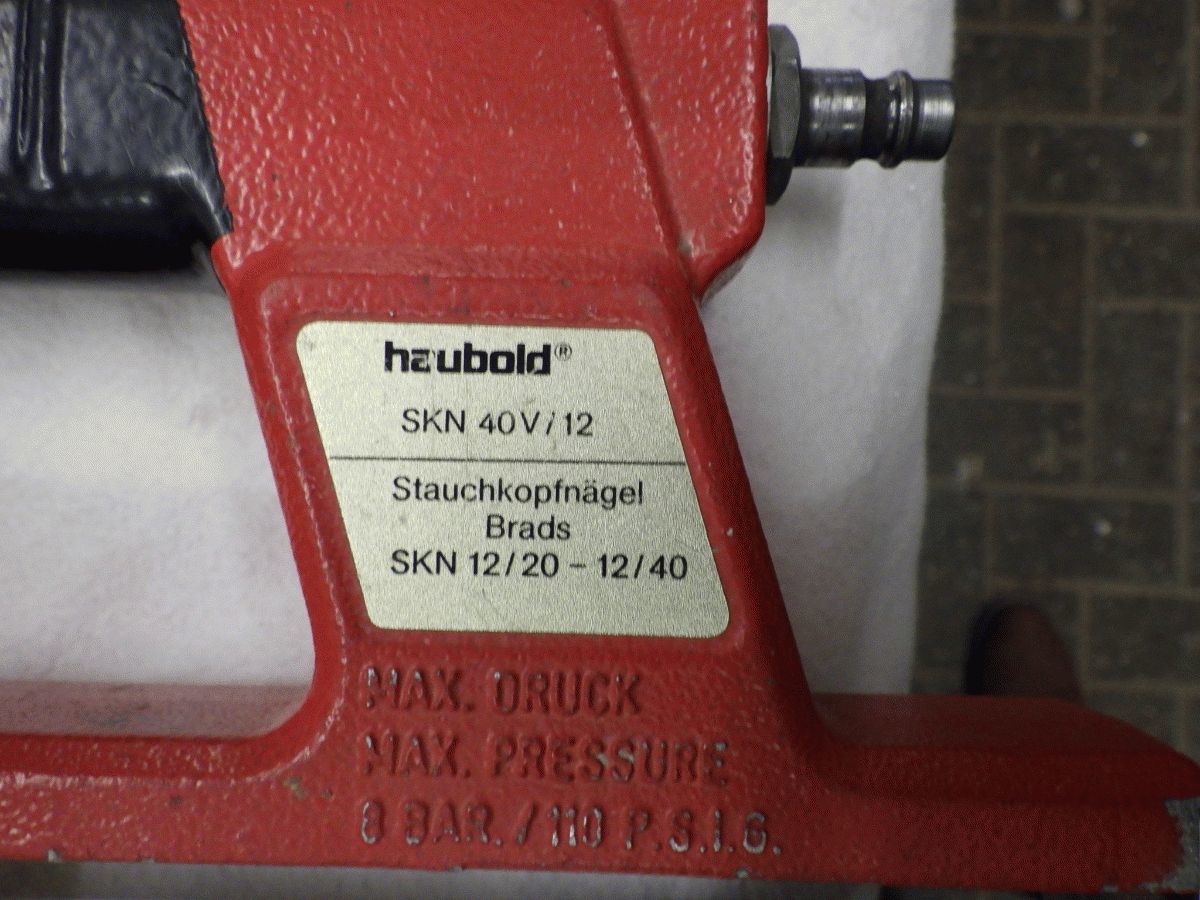 haubold®
SKN 40V/12
Stauchkopfnägel
Brads
SKN 12/20 - 12/40
MAX. DRUCK
MAX. PRESSURE
8 BAR. / 110 P.S.I.G.